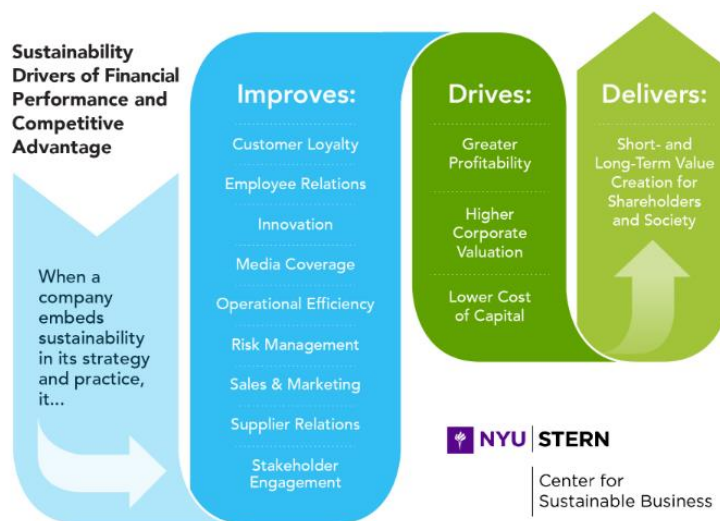 Sustainability
Drivers of Financial
Performance and
Competitive
Advantage
When a
company
embeds
sustainability
in its strategy
and practice,
it...
Improves:
Customer Loyalty
Employee Relations
Innovation
Media Coverage
Operational Efficiency
Risk Management
Sales & Marketing
Supplier Relations
Stakeholder
Engagement
Drives:
Greater
Profitability
Higher
Corporate
Valuation
Lower Cost
of Capital
Delivers:
Short- and
Long-Term Value
Creation for
Shareholders
and Society
NYU STERN
Center for
Sustainable Business